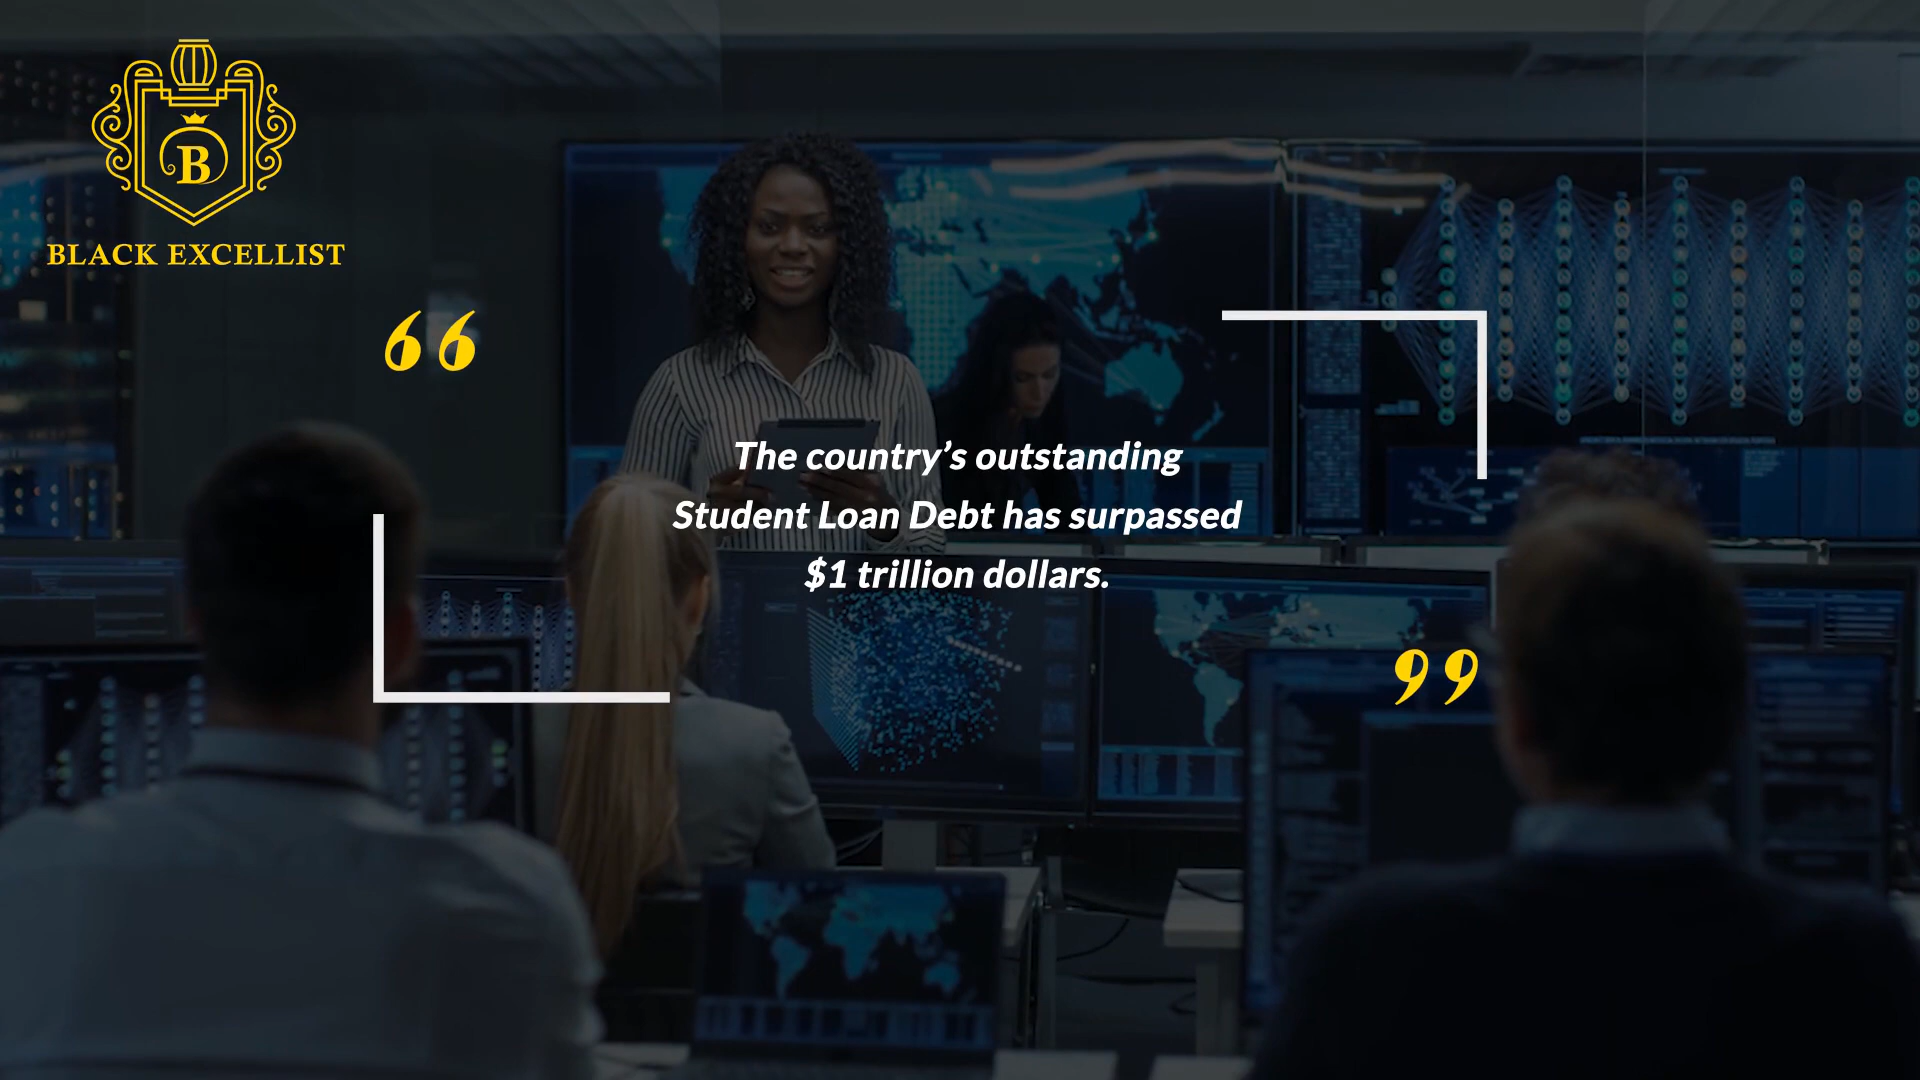 B
BLACK EXCELLIST
“
The country’s outstanding
Student Loan Debt has surpassed
$1 trillion dollars.
”